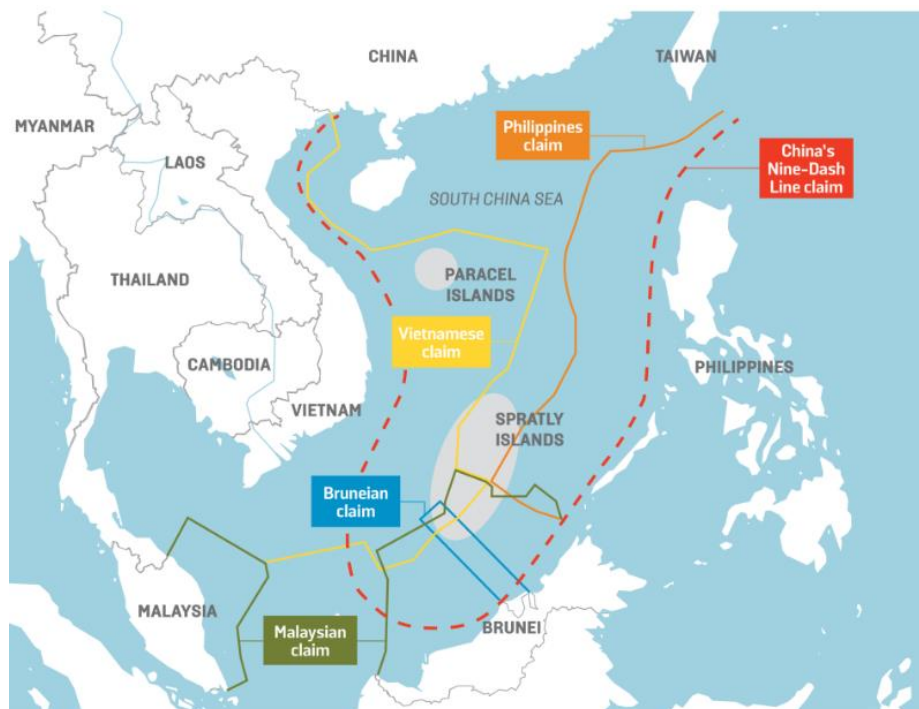 CHINA
TAIWAN
MYANMAR
Philippines
claim
China's
Nine-Dash
Line claim
LAOS
SOUTH CHINA SEA
THAILAND
PARACEL
ISLANDS
Vietnamese
claim
CAMBODIA
PHILIPPINES
VIETNAM
SPRATLY
ISLANDS
Bruneian
claim
MALAYSIA
BRUNEI
Malaysian
claim